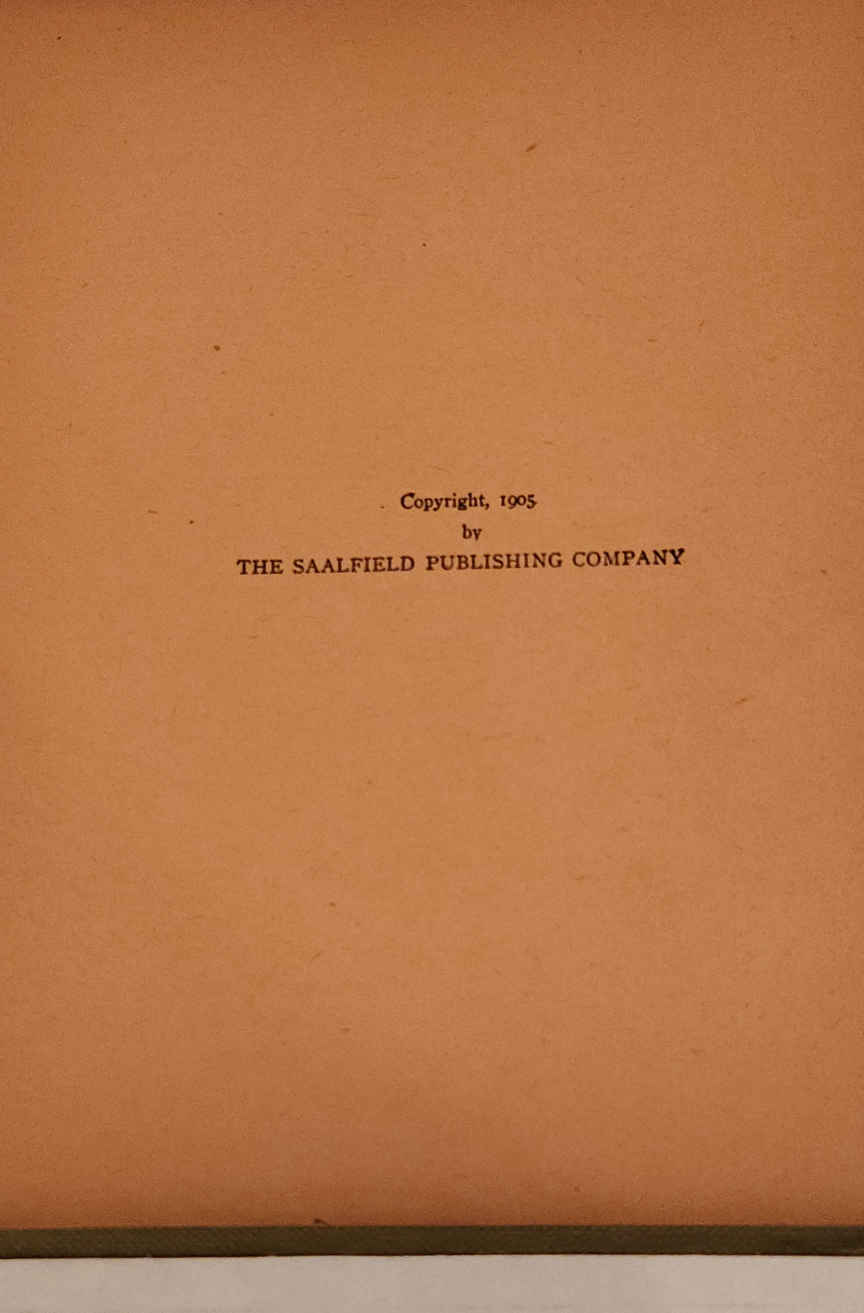 Copyright, 1905
by
THE SAALFIELD PUBLISHING COMPANY